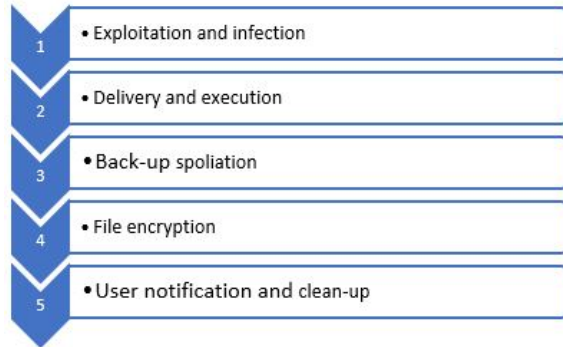 1 • Exploitation and infection
2 • Delivery and execution
3 • Back-up spoliation
4 • File encryption
5 • User notification and clean-up